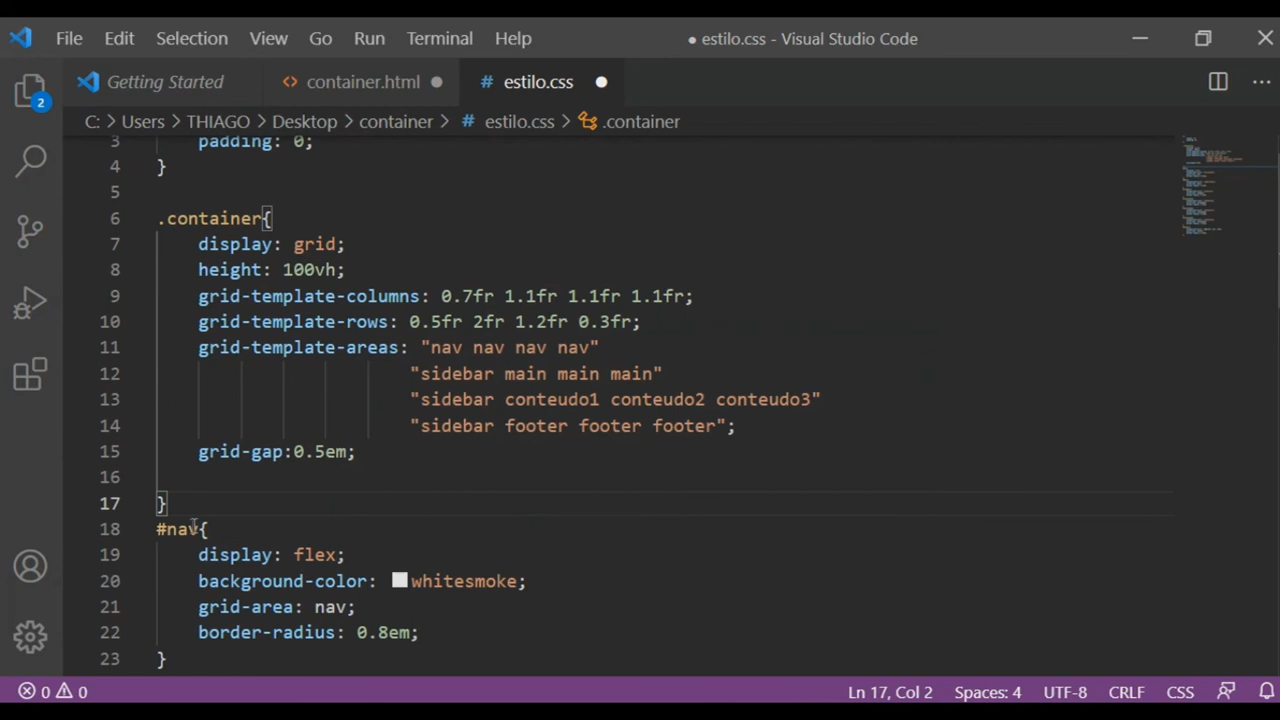 File Edit Selection View Go Run Terminal Help ● estilo.css - Visual Studio Code
Getting Started container.html estilo.css
C: > Users > THIAGO > Desktop > container > # estilo.css > .container
3 padding: 0;
4 }
5
6 .container{
7 display: grid;
8 height: 100vh;
9 grid-template-columns: 0.7fr 1.1fr 1.1fr 1.1fr;
10 grid-template-rows: 0.5fr 2fr 1.2fr 0.3fr;
11 grid-template-areas: "nav nav nav nav"
12 "sidebar main main main"
13 "sidebar conteudo1 conteudo2 conteudo3"
14 "sidebar footer footer footer";
15 grid-gap:0.5em;
16
17 }
18 #nav{
19 display: flex;
20 background-color: whitesmoke;
21 grid-area: nav;
22 border-radius: 0.8em;
23 }
2
0 0 Ln 17, Col 2 Spaces: 4 UTF-8 CRLF CSS